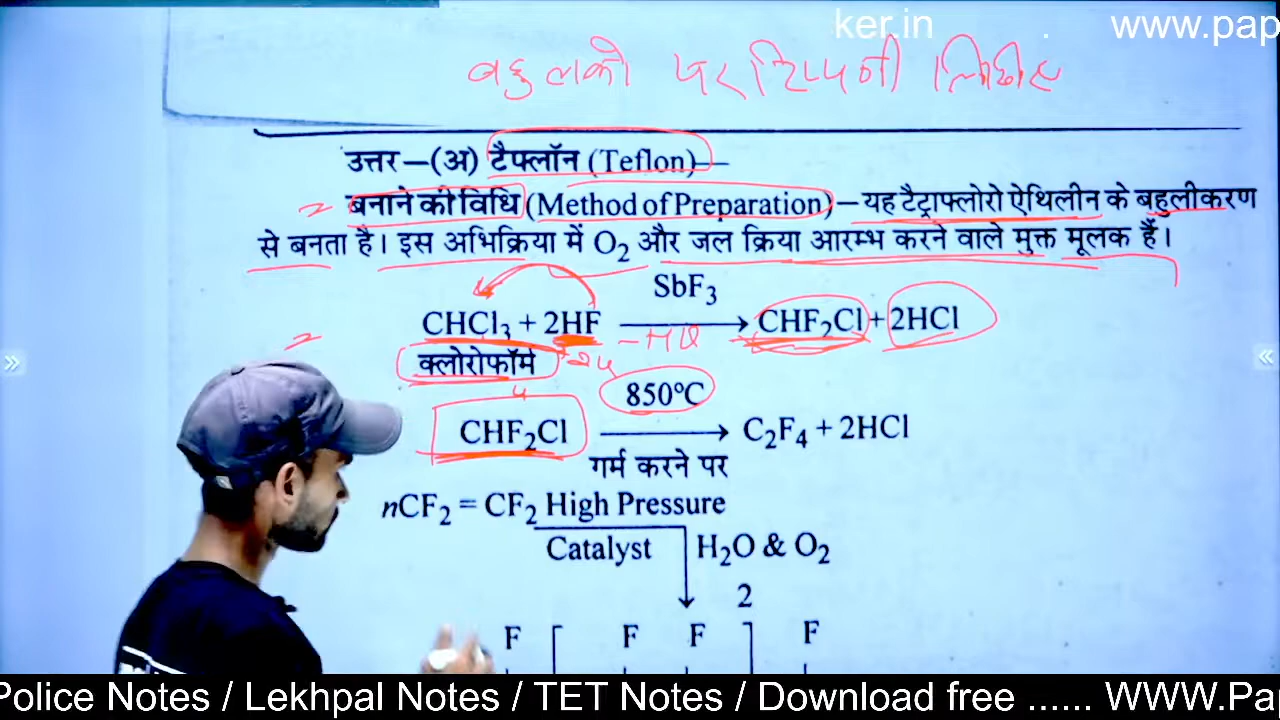 ker.in . www.pap
बहुलको पर टिप्पनी लिखिए
उत्तर–(अ) टैफ्लॉन (Teflon)–
बनाने की विधि (Method of Preparation)–यह टैट्राफ्लोरो ऐथिलीन के बहुलीकरण
से बनता है। इस अभिक्रिया में O₂ और जल क्रिया आरम्भ करने वाले मुक्त मूलक हैं।
SbF₃
CHCl₃ + 2HF ⟶ CHF₂Cl + 2HCl
क्लोरोफॉर्म
850°C
CHF₂Cl ⟶ C₂F₄ + 2HCl
गर्म करने पर
nCF₂ = CF₂ High Pressure
Catalyst H₂O & O₂
2
F F F F
Police Notes / Lekhpal Notes / TET Notes / Download free ...... WWW.Pa